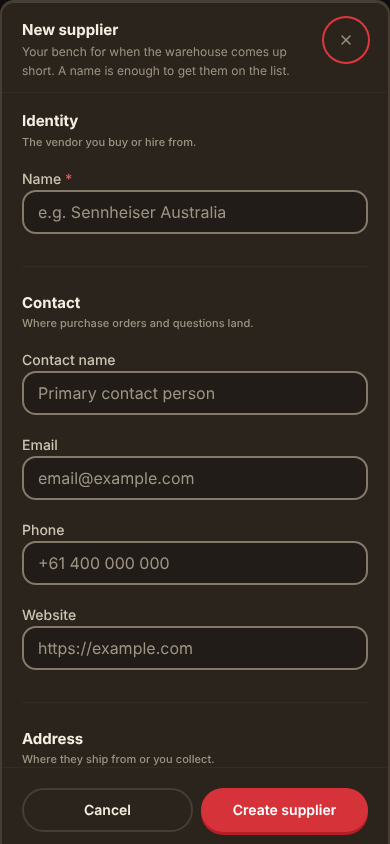 New supplier
Your bench for when the warehouse comes up
short. A name is enough to get them on the list.
Identity
The vendor you buy or hire from.
Name *
e.g. Sennheiser Australia
Contact
Where purchase orders and questions land.
Contact name
Primary contact person
Email
email@example.com
Phone
+61 400 000 000
Website
https://example.com
Address
Where they ship from or you collect.
Cancel
Create supplier